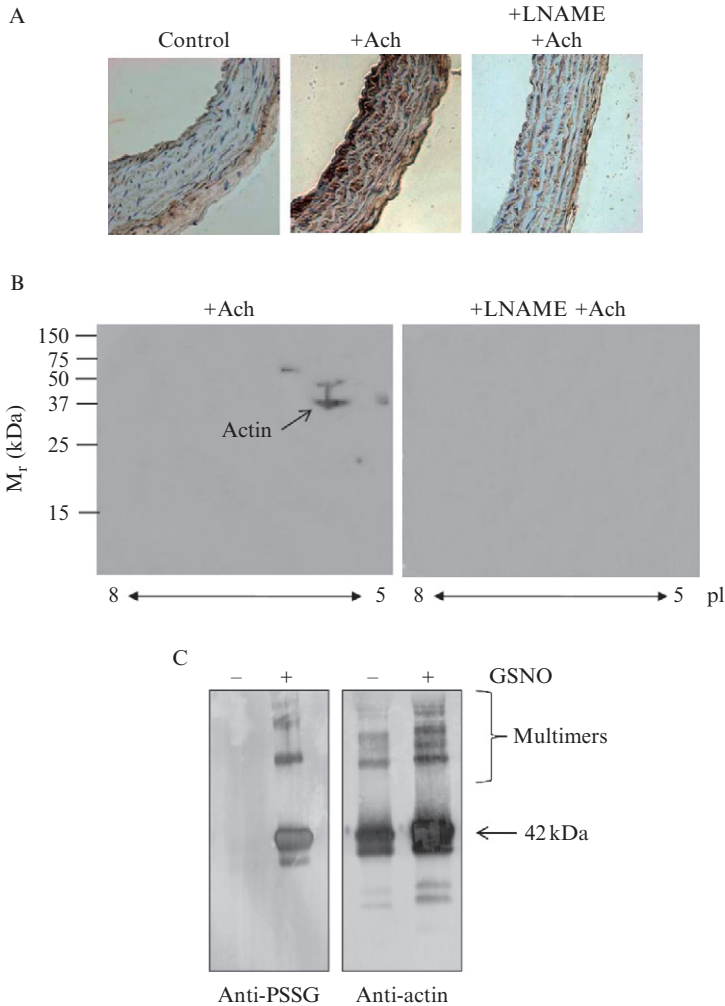 A
Control
+Ach
+LNAME
+Ach
B
+Ach
+LNAME +Ach
150
75
50
37
25
15
Mr (kDa)
Actin
8
5
8
5
pI
C
– + – + GSNO
Multimers
42 kDa
Anti-PSSG
Anti-actin